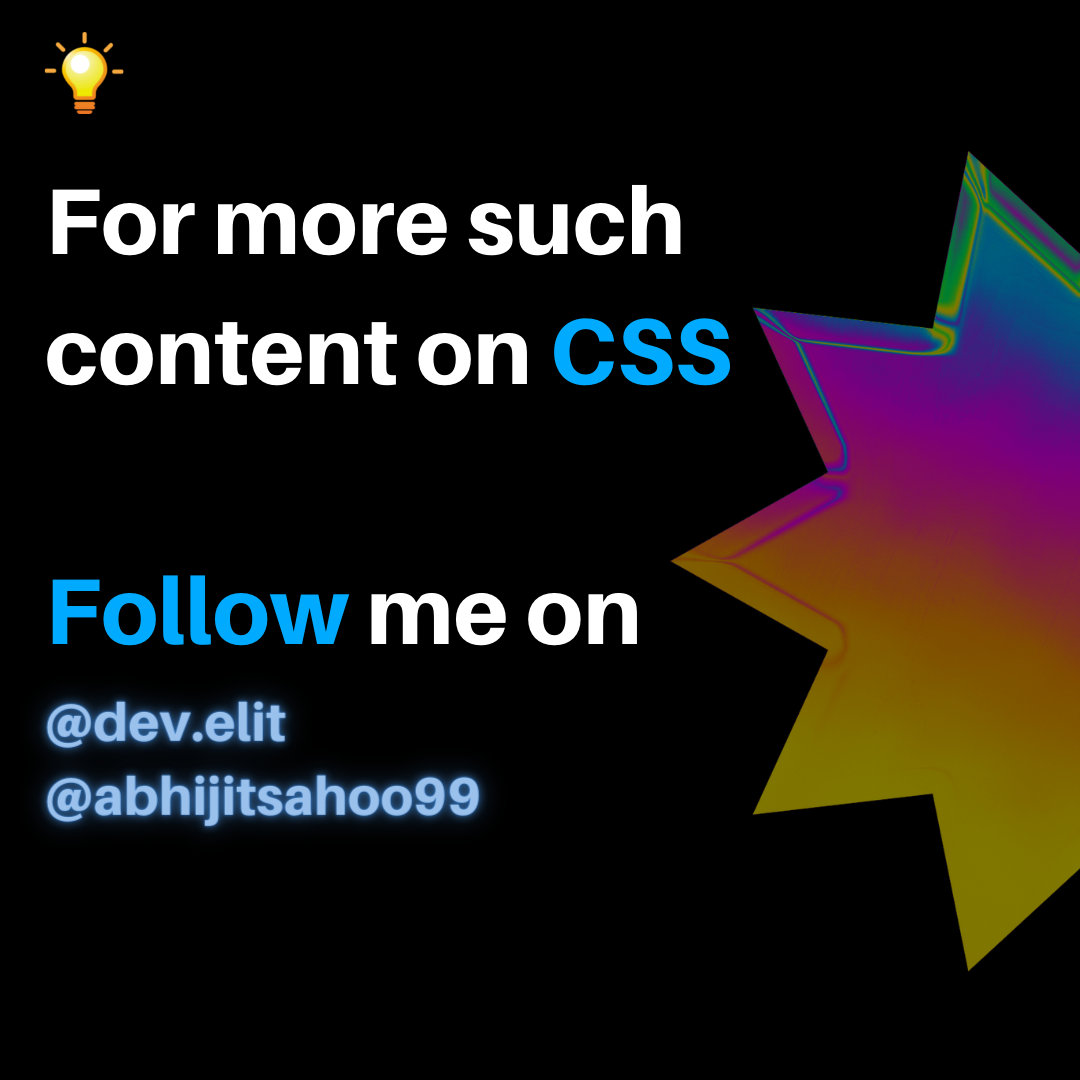 For more such
content on CSS
Follow me on
@dev.elit
@abhijitsahoo99